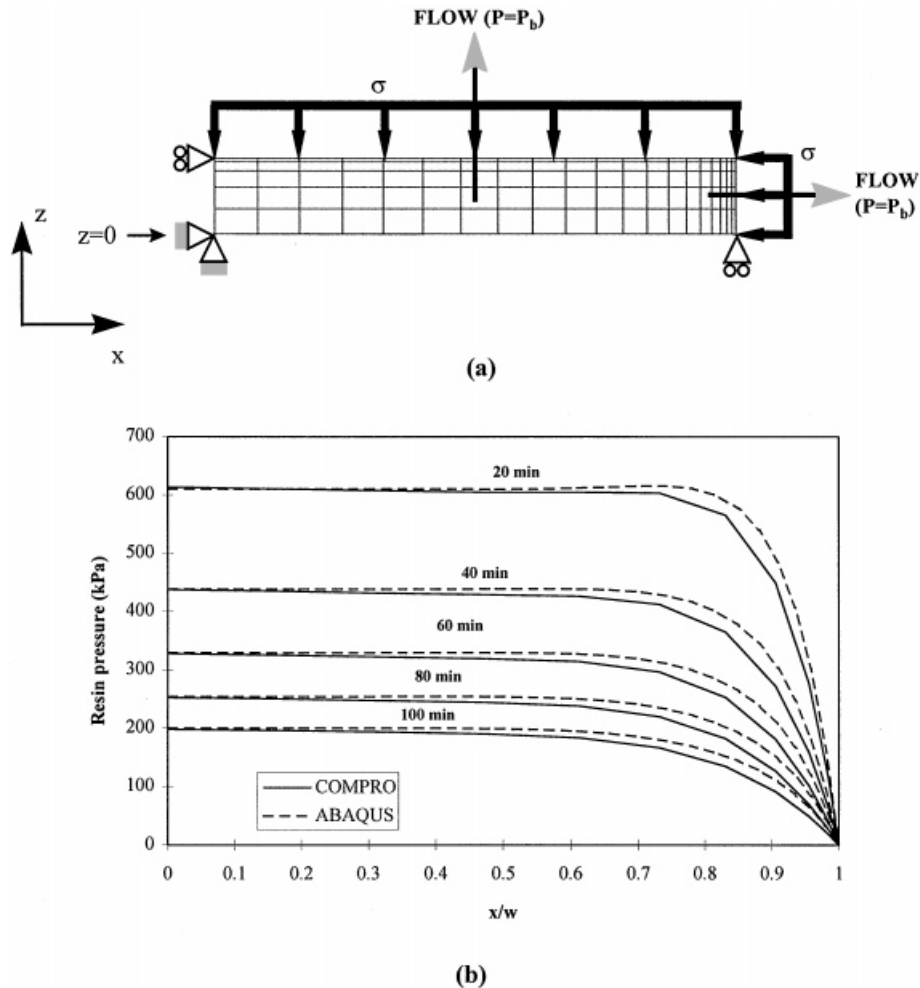 FLOW (P=Pb)
σ
σ
FLOW
(P=Pb)
z
z=0
x
(a)
700
600
500
400
300
200
100
0
Resin pressure (kPa)
20 min
40 min
60 min
80 min
100 min
COMPRO
ABAQUS
0 0.1 0.2 0.3 0.4 0.5 0.6 0.7 0.8 0.9 1
x/w
(b)